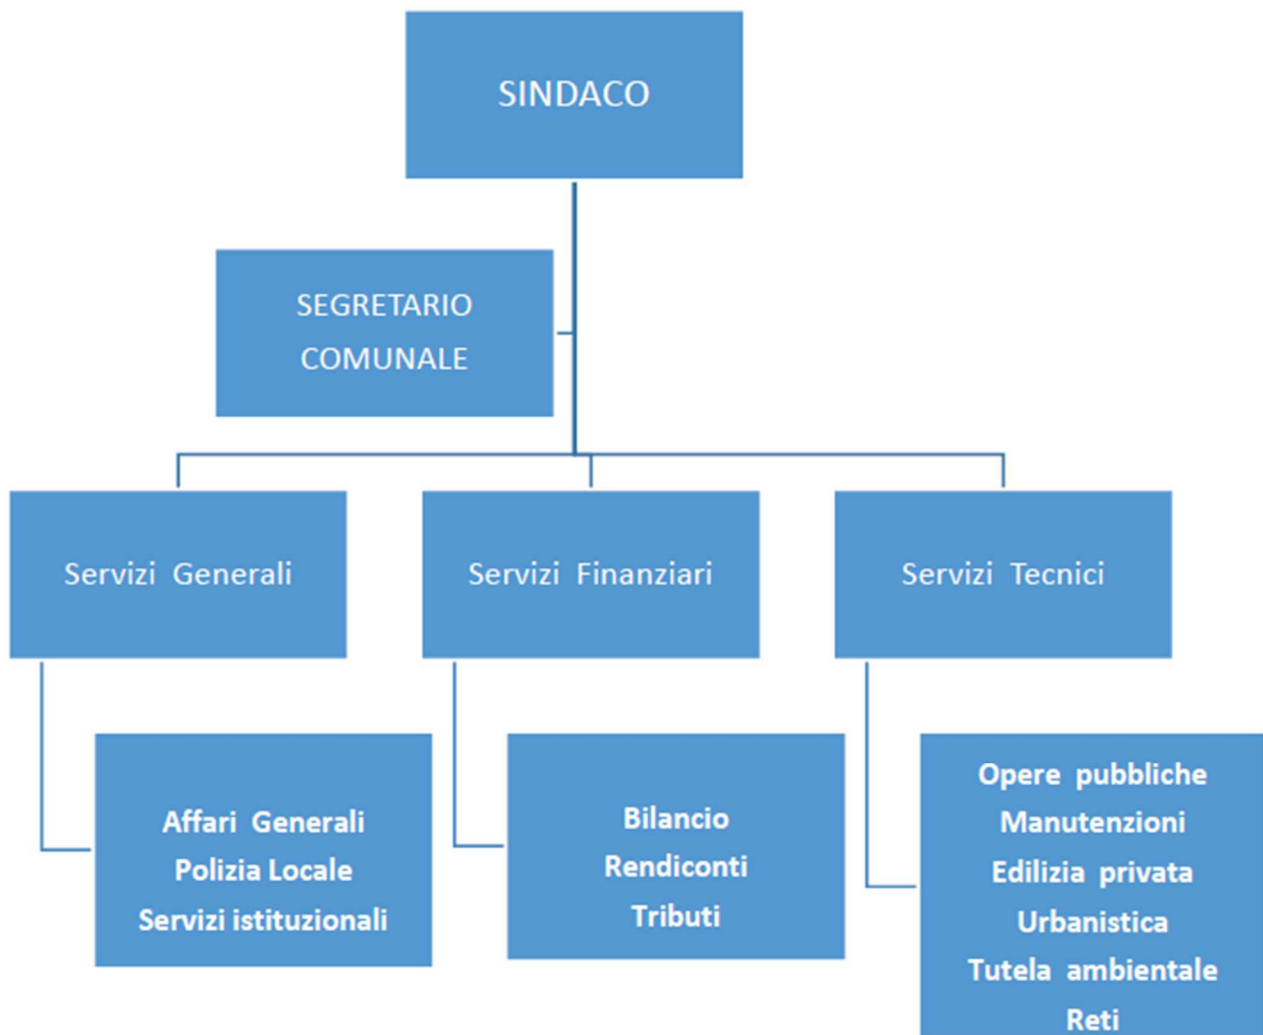 SINDACO
SEGRETARIO
COMUNALE
Servizi Generali
Servizi Finanziari
Servizi Tecnici
Affari Generali
Polizia Locale
Servizi istituzionali
Bilancio
Rendiconti
Tributi
Opere pubbliche
Manutenzioni
Edilizia privata
Urbanistica
Tutela ambientale
Reti